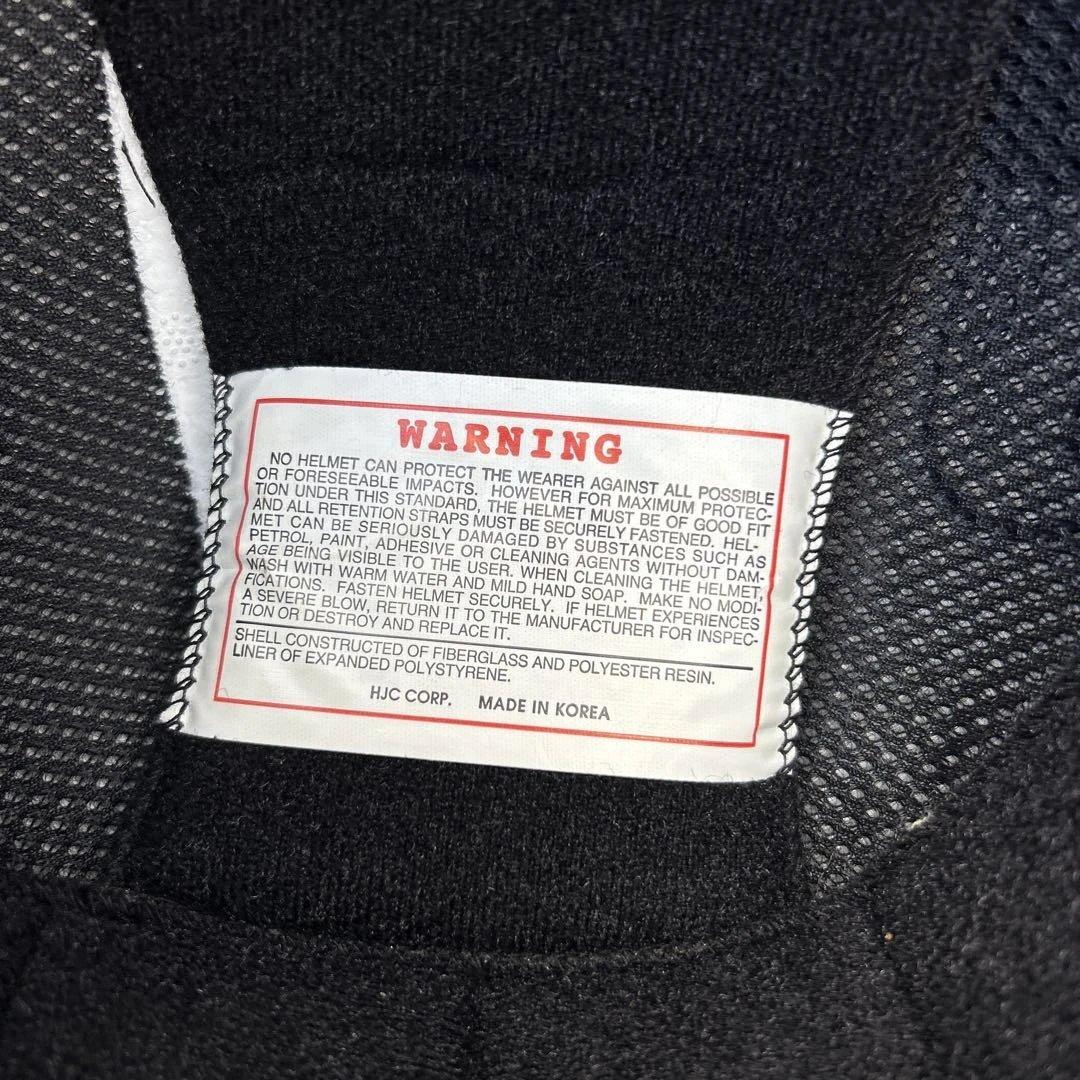 WARNING
NO HELMET CAN PROTECT THE WEARER AGAINST ALL POSSIBLE
OR FORESEEABLE IMPACTS. HOWEVER FOR MAXIMUM PROTEC-
TION UNDER THIS STANDARD, THE HELMET MUST BE OF GOOD FIT
AND ALL RETENTION STRAPS MUST BE SECURELY FASTENED. HEL-
MET CAN BE SERIOUSLY DAMAGED BY SUBSTANCES SUCH AS
PETROL, PAINT, ADHESIVE OR CLEANING AGENTS WITHOUT DAM-
AGE BEING VISIBLE TO THE USER. WHEN CLEANING THE HELMET,
WASH WITH WARM WATER AND MILD HAND SOAP. MAKE NO MODI-
FICATIONS. FASTEN HELMET SECURELY. IF HELMET EXPERIENCES
A SEVERE BLOW, RETURN IT TO THE MANUFACTURER FOR INSPEC-
TION OR DESTROY AND REPLACE IT.
SHELL CONSTRUCTED OF FIBERGLASS AND POLYESTER RESIN.
LINER OF EXPANDED POLYSTYRENE.
HJC CORP. MADE IN KOREA